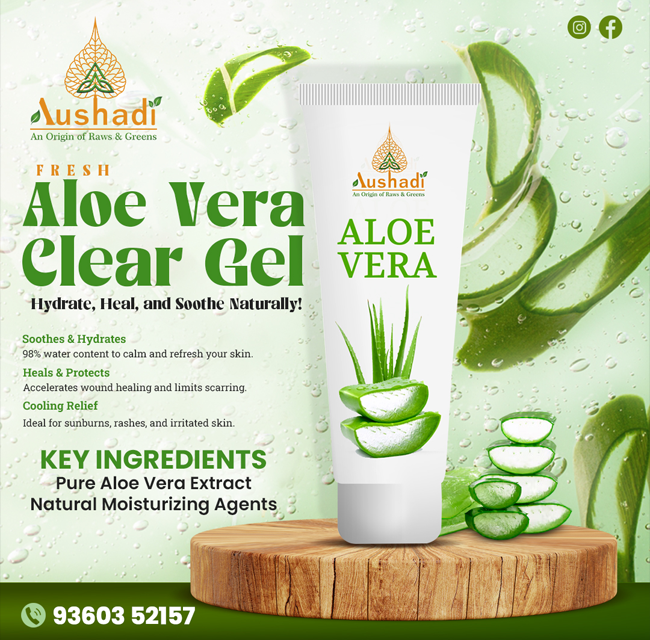 Aushadi
An Origin of Raws & Greens
FRESH
Aloe Vera
Clear Gel
Hydrate, Heal, and Soothe Naturally!
Soothes & Hydrates
98% water content to calm and refresh your skin.
Heals & Protects
Accelerates wound healing and limits scarring.
Cooling Relief
Ideal for sunburns, rashes, and irritated skin.
KEY INGREDIENTS
Pure Aloe Vera Extract
Natural Moisturizing Agents
93603 52157
Aushadi
An Origin of Raws & Greens
ALOE
VERA